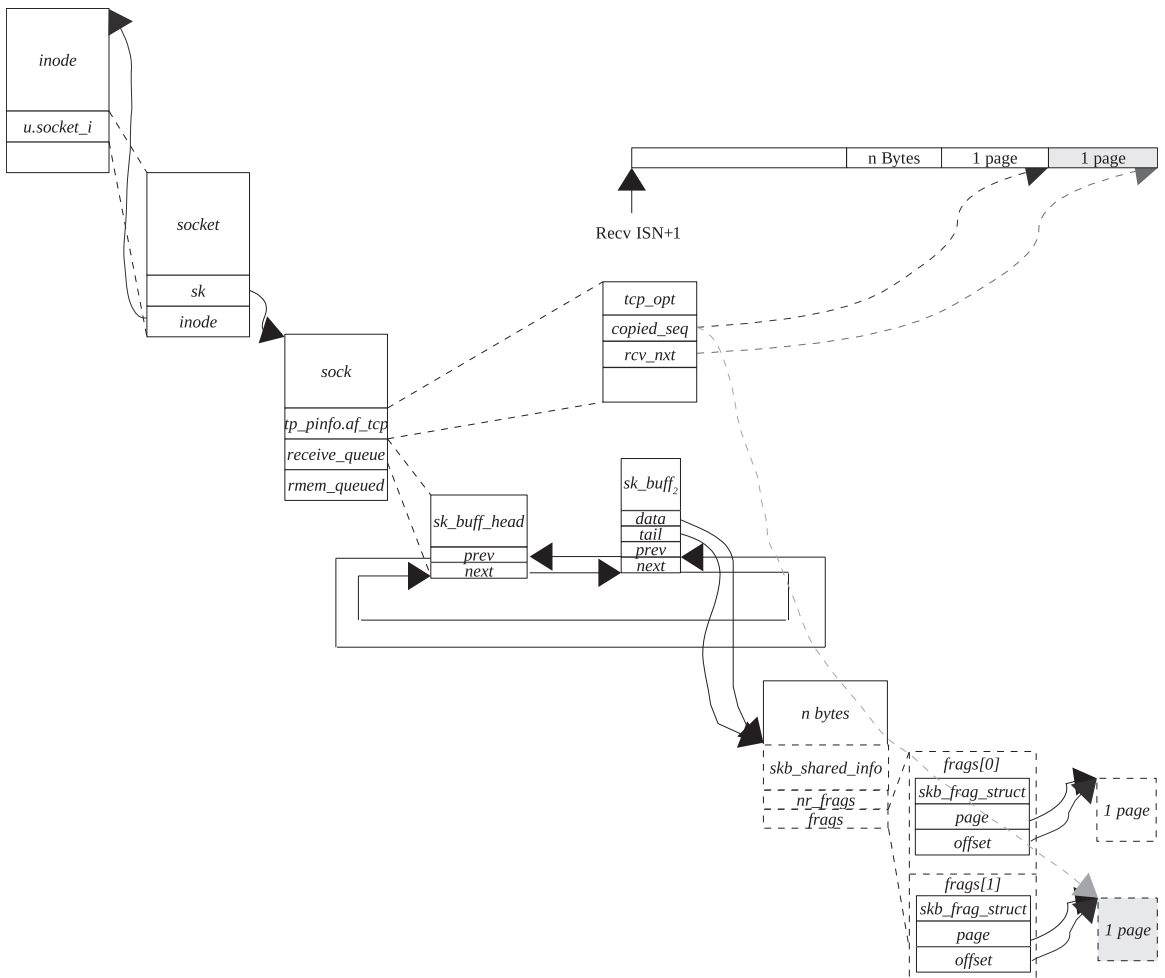 inode
u.socket_i
socket
sk
inode
n Bytes
1 page
1 page
Recv ISN+1
tcp_opt
copied_seq
rcv_nxt
sock
tp_pinfo.af_tcp
receive_queue
rmem_queued
sk_buff_head
prev
next
sk_buff2
data
tail
prev
next
n bytes
skb_shared_info
nr_frags
frags
frags[0]
skb_frag_struct
page
offset
1 page
frags[1]
skb_frag_struct
page
offset
1 page